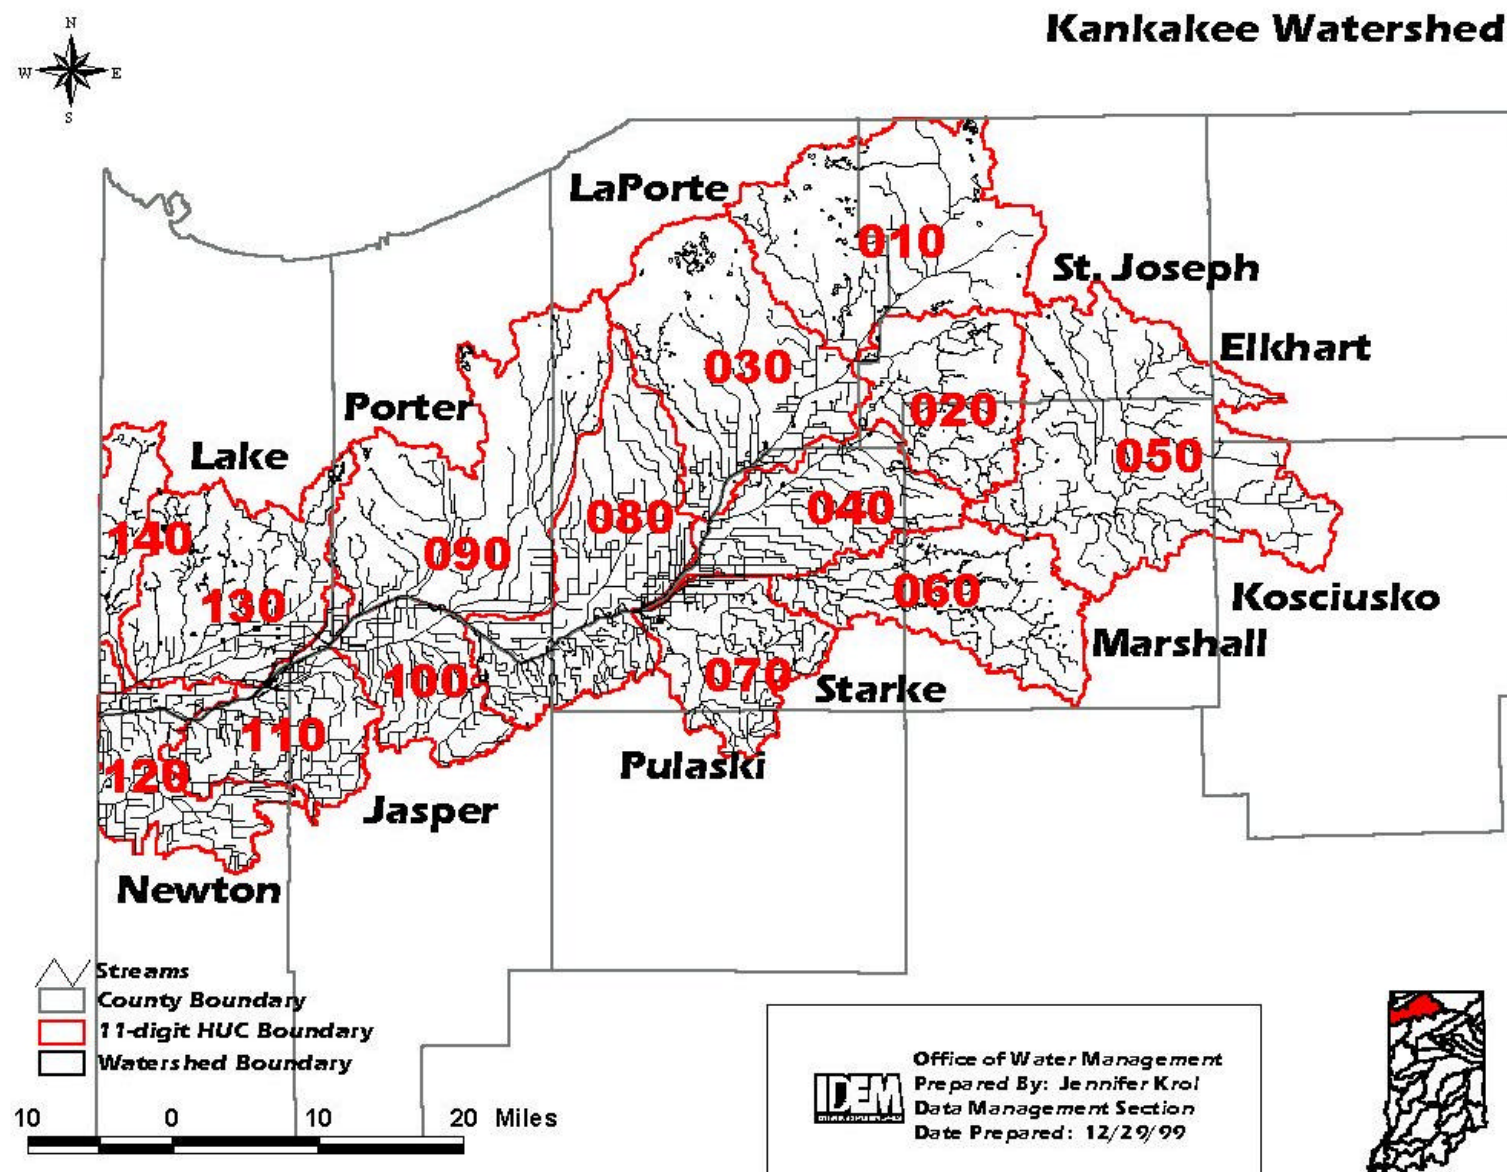 Kankakee Watershed
N
W E
S
LaPorte
010
St. Joseph
030
Elkhart
Porter
020
Lake
050
080
040
140
090
060
130
Kosciusko
Marshall
100
070
Starke
110
120
Pulaski
Jasper
Newton
Streams
County Boundary
11-digit HUC Boundary
Watershed Boundary
10 0 10 20 Miles
IDEM
Office of Water Management
Prepared By: Jennifer Krol
Data Management Section
Date Prepared: 12/29/99